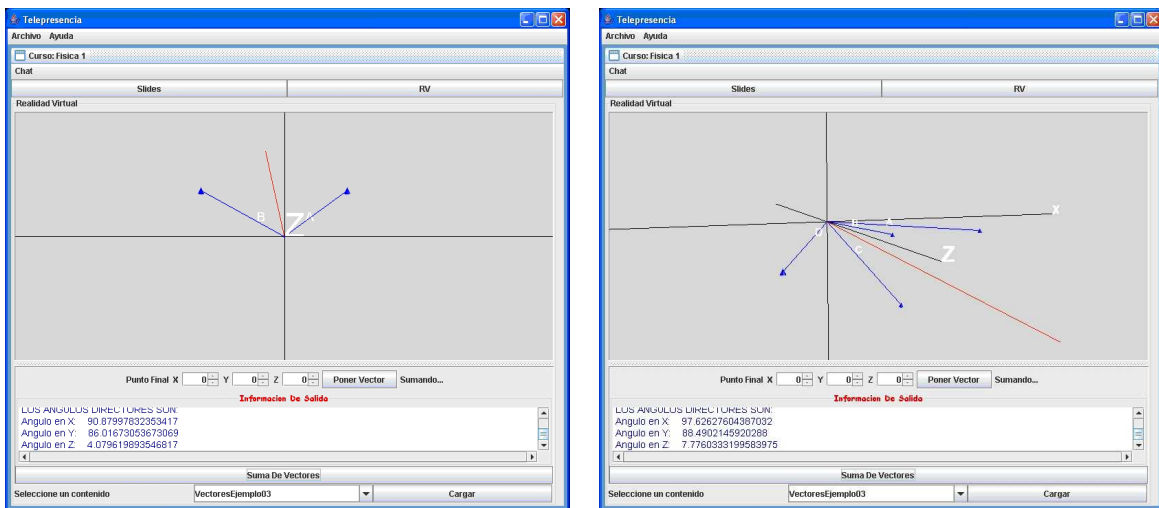 Telepresencia
Archivo Ayuda
Curso: Fisica 1
Chat
Slides RV
Realidad Virtual
B Z A
Punto Final X 0 Y 0 Z 0 Poner Vector Sumando...
Informacion De Salida
LOS ANGULOS DIRECTORES SON:
Angulo en X: 90.87997832353417
Angulo en Y: 86.01673053673069
Angulo en Z: 4.079619893546817
Suma De Vectores
Seleccione un contenido VectoresEjemplo03 Cargar
Telepresencia
Archivo Ayuda
Curso: Fisica 1
Chat
Slides RV
Realidad Virtual
X
B A
D
C Z
Punto Final X 0 Y 0 Z 0 Poner Vector Sumando...
Informacion De Salida
LOS ANGULOS DIRECTORES SON:
Angulo en X: 97.62627604387032
Angulo en Y: 88.4902145920288
Angulo en Z: 7.7760333199583975
Suma De Vectores
Seleccione un contenido VectoresEjemplo03 Cargar